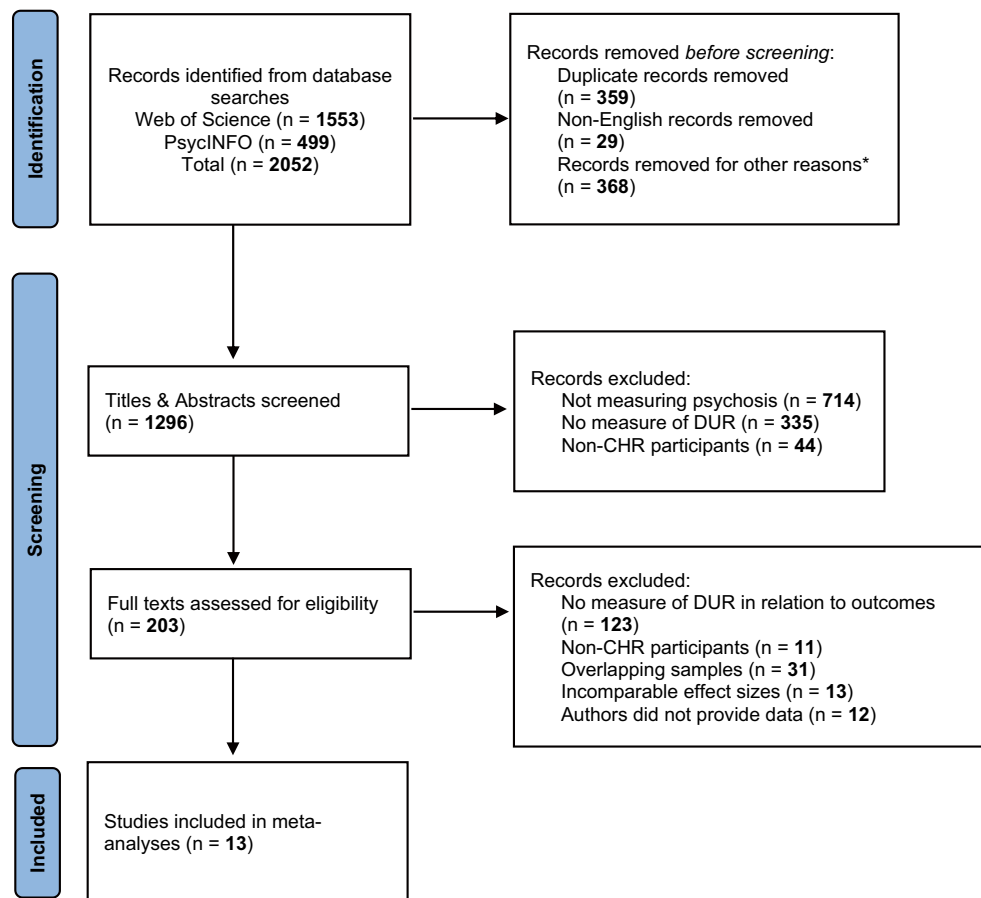 Identification
Records identified from database
searches
Web of Science (n = 1553)
PsycINFO (n = 499)
Total (n = 2052)
Records removed before screening:
Duplicate records removed
(n = 359)
Non-English records removed
(n = 29)
Records removed for other reasons*
(n = 368)
Screening
Titles & Abstracts screened
(n = 1296)
Records excluded:
Not measuring psychosis (n = 714)
No measure of DUR (n = 335)
Non-CHR participants (n = 44)
Full texts assessed for eligibility
(n = 203)
Records excluded:
No measure of DUR in relation to outcomes
(n = 123)
Non-CHR participants (n = 11)
Overlapping samples (n = 31)
Incomparable effect sizes (n = 13)
Authors did not provide data (n = 12)
Included
Studies included in meta-
analyses (n = 13)